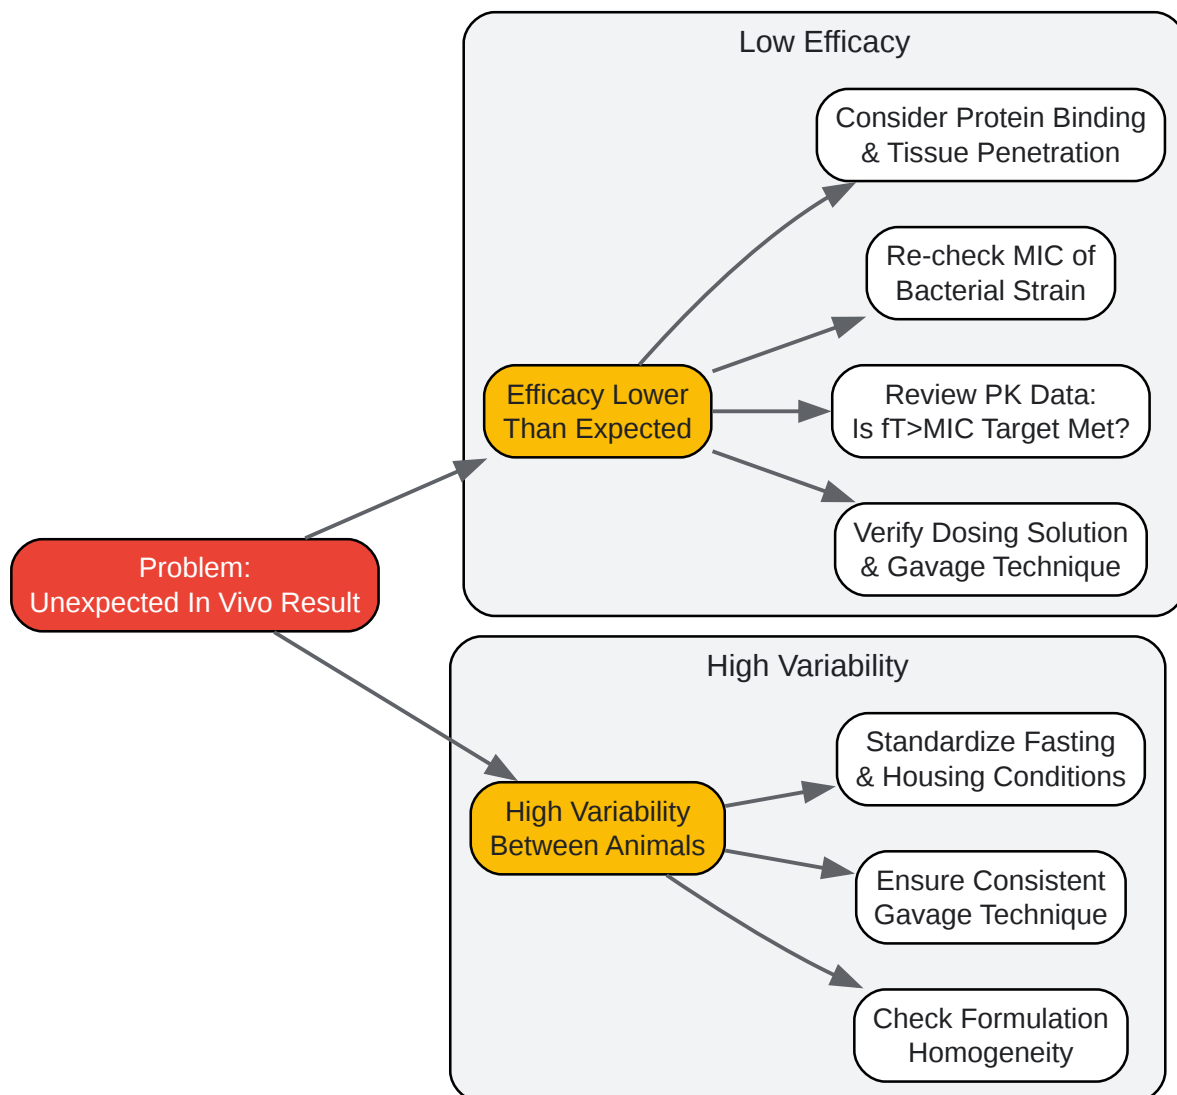 Low Efficacy
Consider Protein Binding
& Tissue Penetration
Re-check MIC of
Bacterial Strain
Efficacy Lower
Than Expected
Review PK Data:
Is fT>MIC Target Met?
Verify Dosing Solution
& Gavage Technique
Problem:
Unexpected In Vivo Result
High Variability
Standardize Fasting
& Housing Conditions
High Variability
Between Animals
Ensure Consistent
Gavage Technique
Check Formulation
Homogeneity